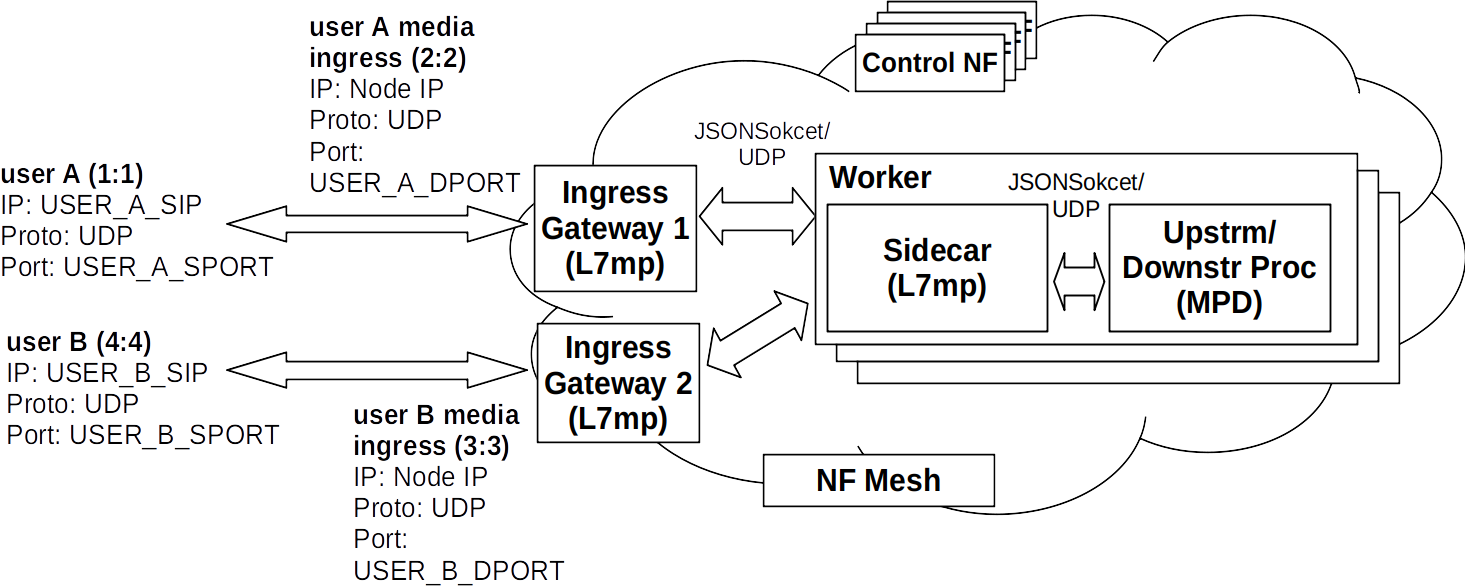 user A media
ingress (2:2)
IP: Node IP
Proto: UDP
Port:
USER_A_DPORT
user A (1:1)
IP: USER_A_SIP
Proto: UDP
Port: USER_A_SPORT
user B (4:4)
IP: USER_B_SIP
Proto: UDP
Port: USER_B_SPORT
user B media
ingress (3:3)
IP: Node IP
Proto: UDP
Port:
USER_B_DPORT
Ingress
Gateway 1
(L7mp)
Ingress
Gateway 2
(L7mp)
JSONSokcet/
UDP
Control NF
Worker
Sidecar
(L7mp)
JSONSokcet/
UDP
Upstrm/
Downstr Proc
(MPD)
NF Mesh